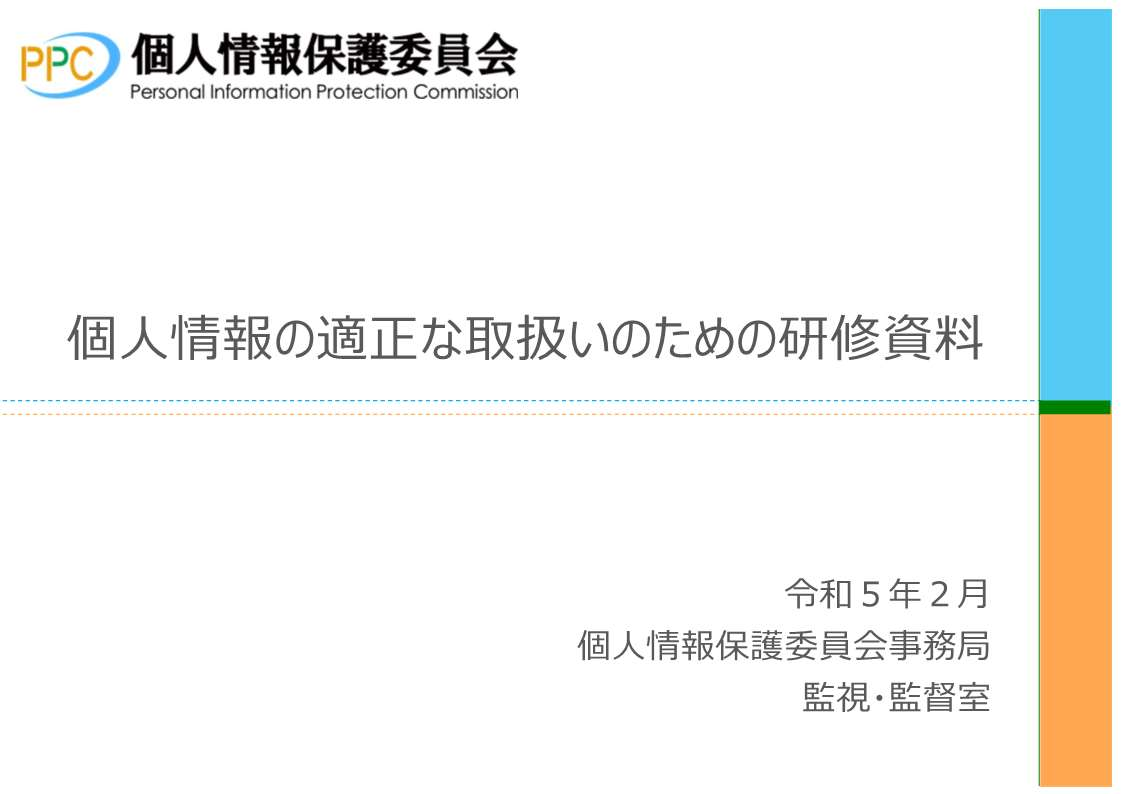 PPC
個人情報保護委員会
Personal Information Protection Commission
個人情報の適正な取扱いのための研修資料
令和５年２月
個人情報保護委員会事務局
監視・監督室